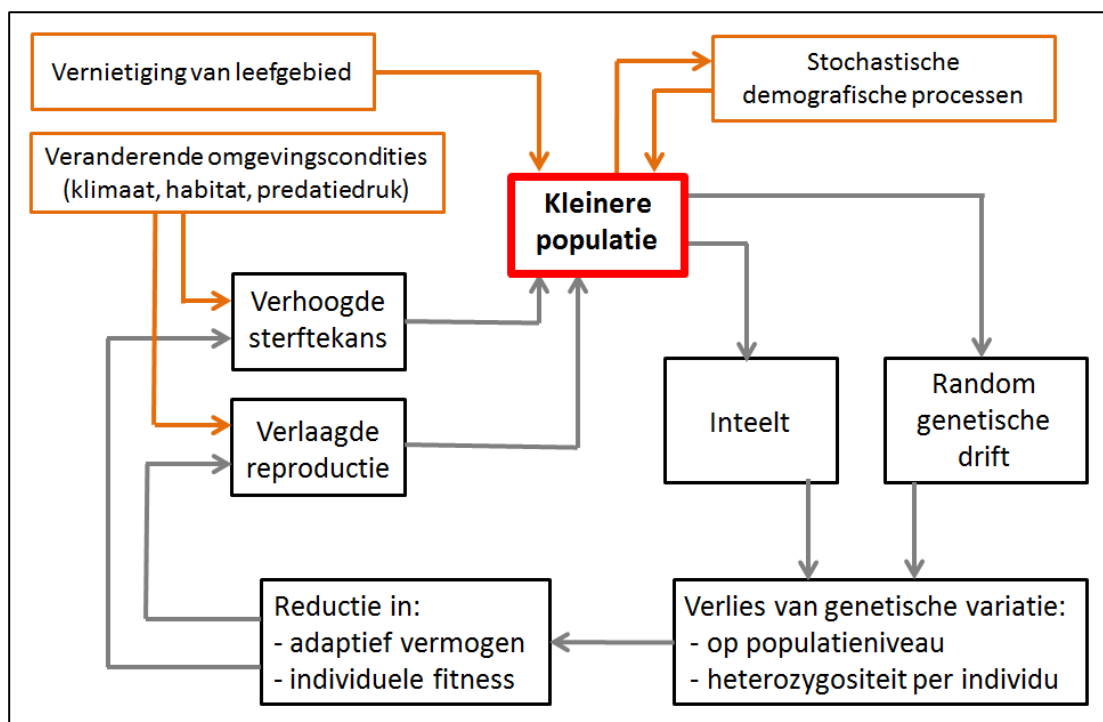 Vernietiging van leefgebied
Stochastische
demografische processen
Veranderende omgevingscondities
(klimaat, habitat, predatiedruk)
Kleinere
populatie
Verhoogde
sterftekans
Verlaagde
reproductie
Inteelt
Random
genetische
drift
Reductie in:
- adaptief vermogen
- individuele fitness
Verlies van genetische variatie:
- op populatieniveau
- heterozygositeit per individu